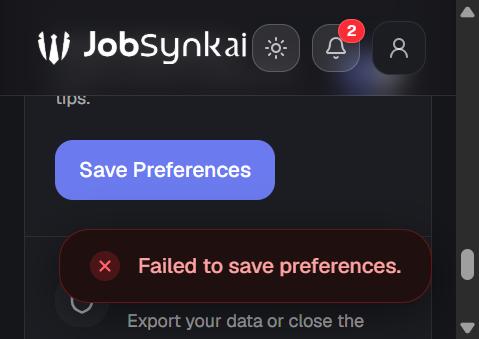 JobSynkai
2
tips.
Save Preferences
Failed to save preferences.
Export your data or close the